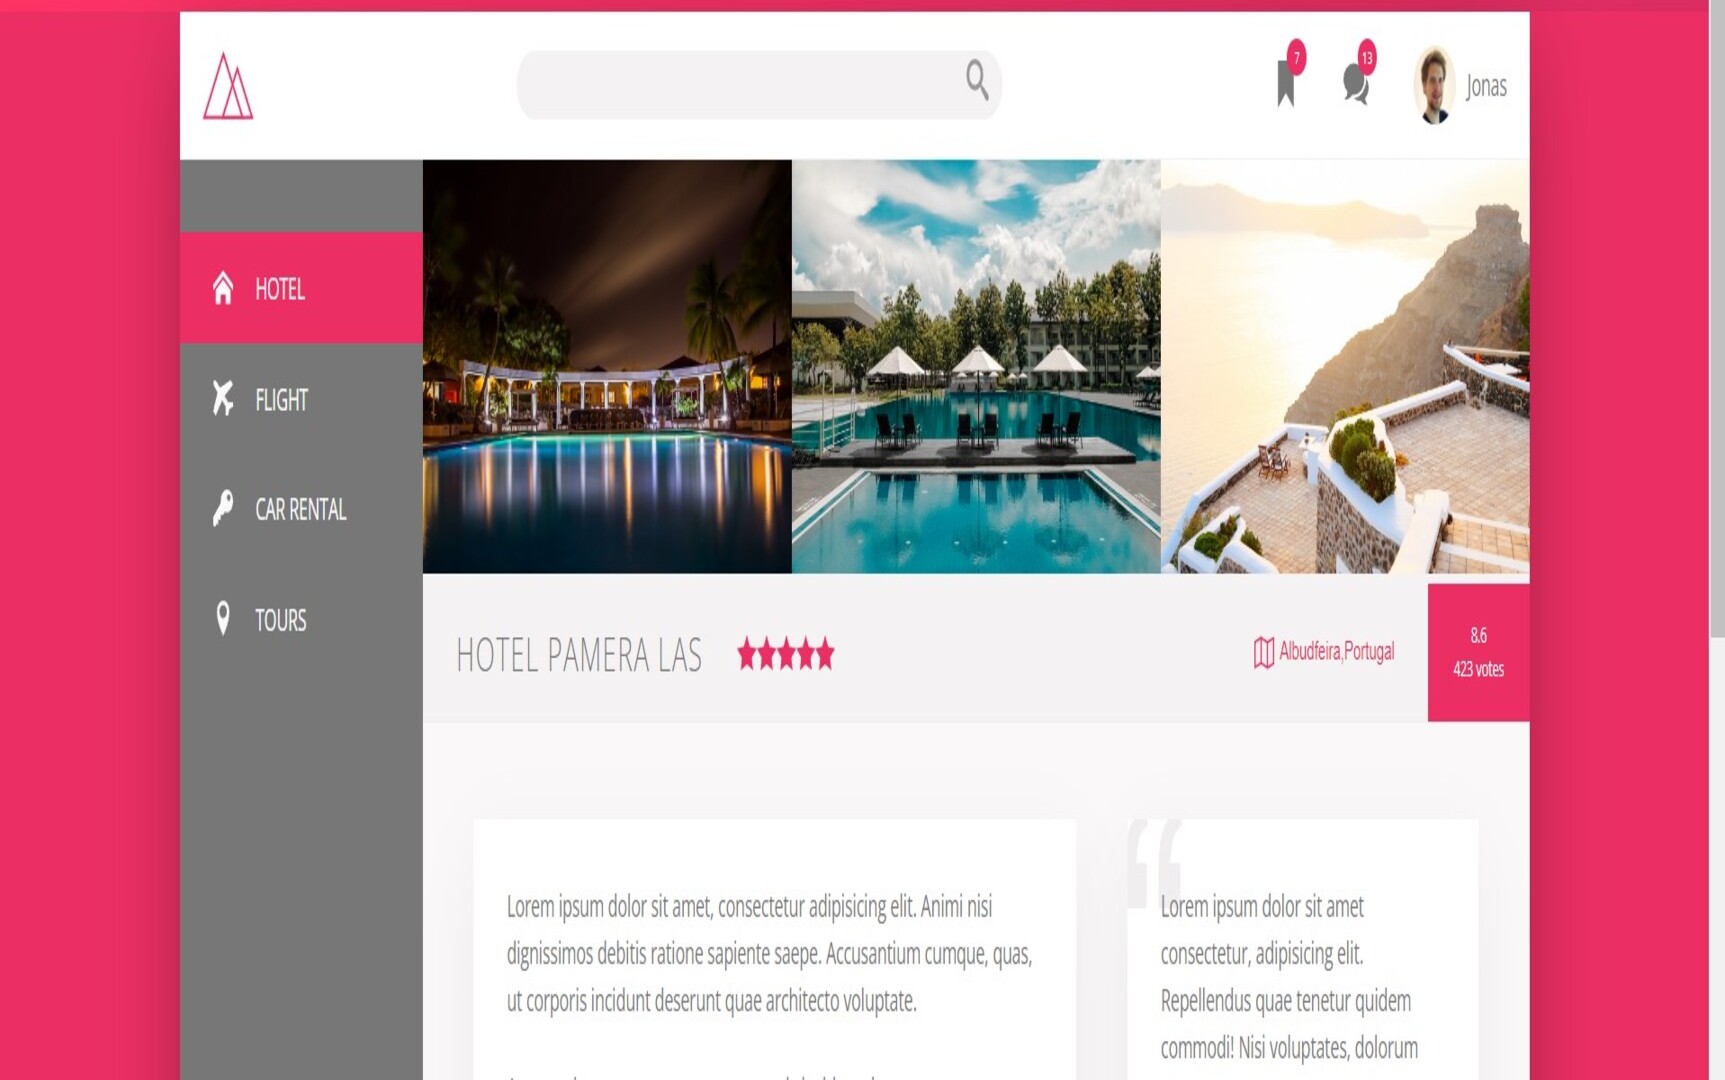 7
13
Jonas
HOTEL
FLIGHT
CAR RENTAL
TOURS
HOTEL PAMERA LAS
Albudfeira,Portugal
8.6
423 votes
Lorem ipsum dolor sit amet, consectetur adipisicing elit. Animi nisi
dignissimos debitis ratione sapiente saepe. Accusantium cumque, quas,
ut corporis incidunt deserunt quae architecto voluptate.
“
Lorem ipsum dolor sit amet
consectetur, adipisicing elit.
Repellendus quae tenetur quidem
commodi! Nisi voluptates, dolorum